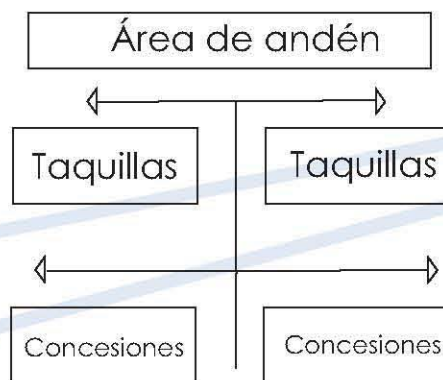 Área de andén
Taquillas
Taquillas
Concesiones
Concesiones